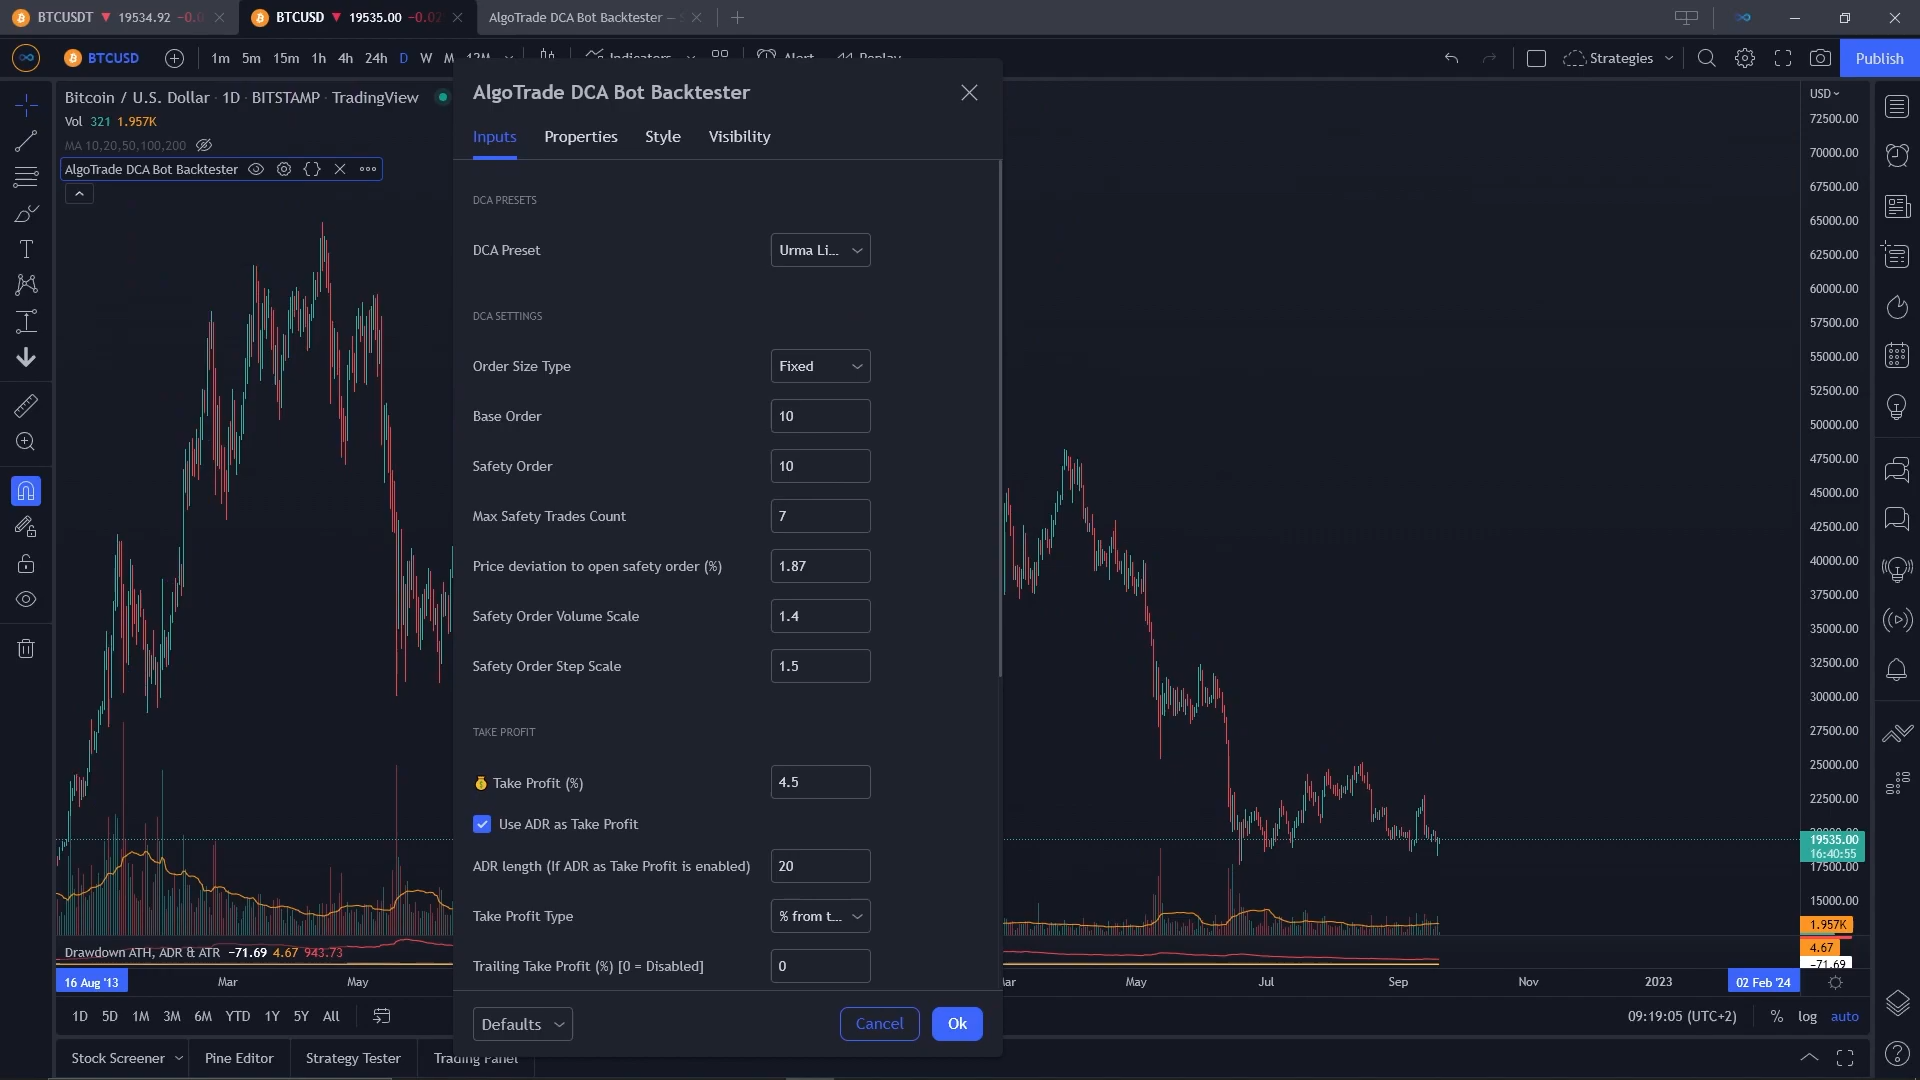 BTCUSDT ▼ 19534.92 −0.0
BTCUSD ▼ 19535.00 −0.02
AlgoTrade DCA Bot Backtester —
BTCUSD
1m 5m 15m 1h 4h 24h D W M 12M
Indicators
Alert
Replay
Strategies
Publish
Bitcoin / U.S. Dollar · 1D · BITSTAMP · TradingView
Vol 321 1.957K
MA 10,20,50,100,200
AlgoTrade DCA Bot Backtester
AlgoTrade DCA Bot Backtester
Inputs Properties Style Visibility
DCA PRESETS
DCA Preset Urma Li...
DCA SETTINGS
Order Size Type Fixed
Base Order 10
Safety Order 10
Max Safety Trades Count 7
Price deviation to open safety order (%) 1.87
Safety Order Volume Scale 1.4
Safety Order Step Scale 1.5
TAKE PROFIT
💰 Take Profit (%) 4.5
Use ADR as Take Profit
ADR length (If ADR as Take Profit is enabled) 20
Take Profit Type % from t...
Trailing Take Profit (%) [0 = Disabled] 0
Defaults Cancel Ok
USD
72500.00
70000.00
67500.00
65000.00
62500.00
60000.00
57500.00
55000.00
52500.00
50000.00
47500.00
45000.00
42500.00
40000.00
37500.00
35000.00
32500.00
30000.00
27500.00
25000.00
22500.00
19535.00
16:40:55
17500.00
15000.00
1.957K
4.67
−71.69
Drawdown ATH, ADR & ATR −71.69 4.67 943.73
16 Aug '13 Mar May Mar May Jul Sep Nov 2023 02 Feb '24
1D 5D 1M 3M 6M YTD 1Y 5Y All
09:19:05 (UTC+2) % log auto
Stock Screener Pine Editor Strategy Tester Trading Panel